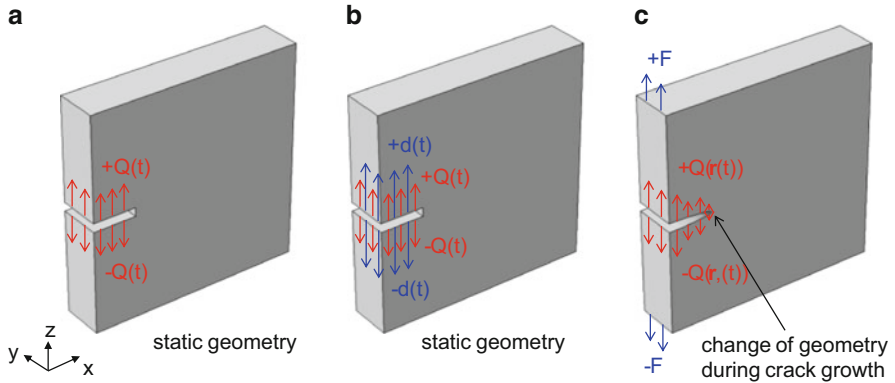 a
+Q(t)
-Q(t)
static geometry
z
y
x
b
+d(t)
+Q(t)
-Q(t)
-d(t)
static geometry
c
+F
+Q(r(t))
-Q(r,(t))
-F
change of geometry
during crack growth